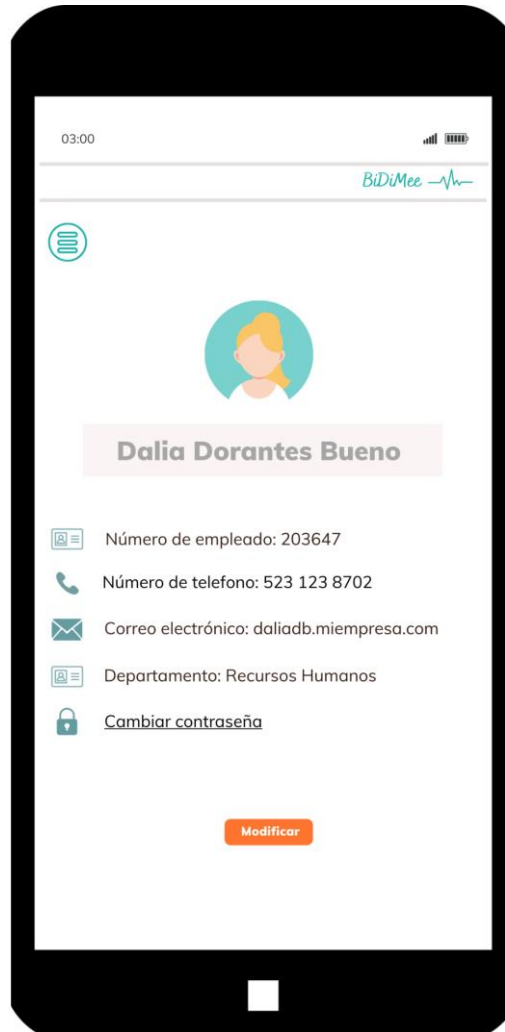 03:00
BiDiMee
Dalia Dorantes Bueno
Número de empleado: 203647
Número de telefono: 523 123 8702
Correo electrónico: daliadb.miempresa.com
Departamento: Recursos Humanos
Cambiar contraseña
Modificar